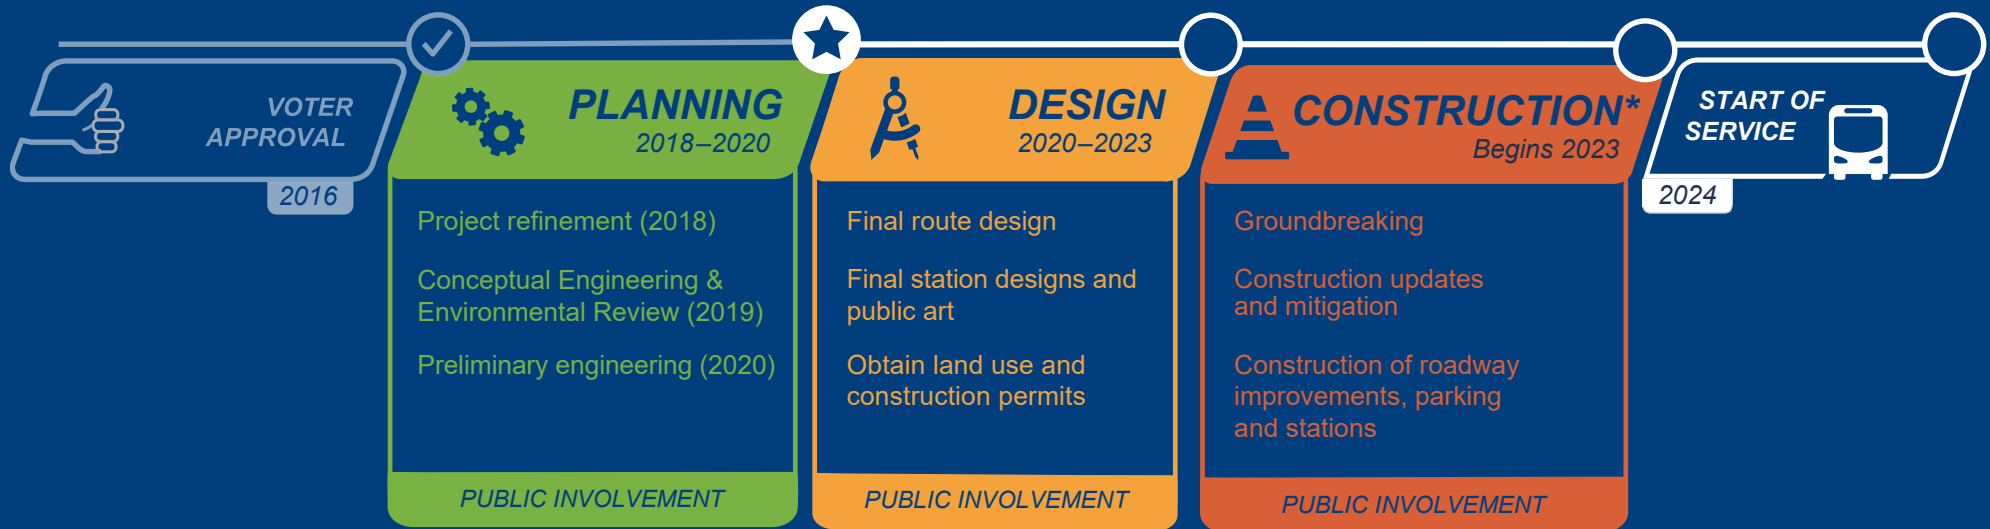 VOTER
APPROVAL
2016
PLANNING
2018–2020
Project refinement (2018)
Conceptual Engineering &
Environmental Review (2019)
Preliminary engineering (2020)
PUBLIC INVOLVEMENT
DESIGN
2020–2023
Final route design
Final station designs and
public art
Obtain land use and
construction permits
PUBLIC INVOLVEMENT
CONSTRUCTION*
Begins 2023
Groundbreaking
Construction updates
and mitigation
Construction of roadway
improvements, parking
and stations
PUBLIC INVOLVEMENT
START OF
SERVICE
2024